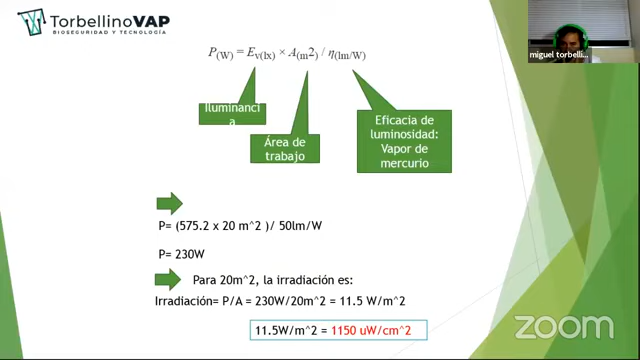 TorbellinoVAP
BIOSEGURIDAD Y TECNOLOGÍA
miguel torbelli...
P(W) = Ev(lx) × A(m2) / η(lm/W)
Iluminanci
a
Área de
trabajo
Eficacia de
luminosidad:
Vapor de
mercurio
P= (575.2 x 20 m^2 )/ 50lm/W
P= 230W
Para 20m^2, la irradiación es:
Irradiación= P/A = 230W/20m^2 = 11.5 W/m^2
11.5W/m^2 = 1150 uW/cm^2
zoom